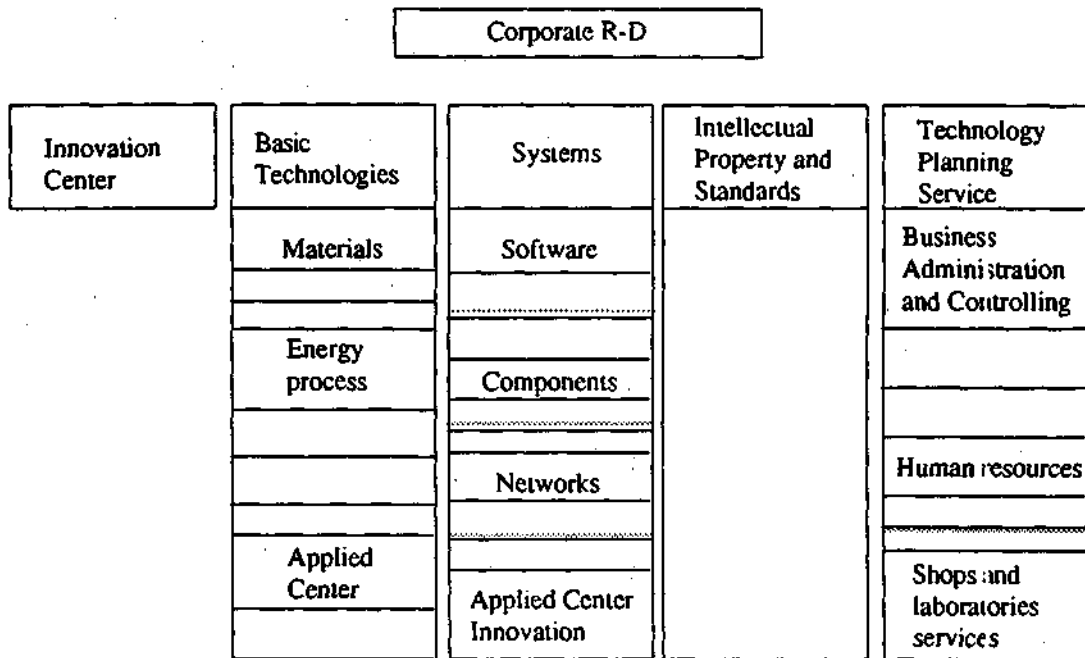 Corporate R-D
Innovation
Center
Basic
Technologies
Systems
Intellectual
Property and
Standards
Technology
Planning
Service
Materials
Software
Business
Administration
and Controlling
Energy
process
Components
Networks
Human resources
Applied
Center
Applied Center
Innovation
Shops and
laboratories
services